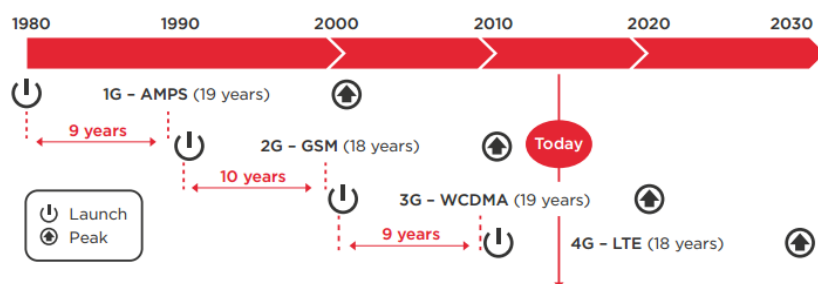 1980 1990 2000 2010 2020 2030
1G – AMPS (19 years)
9 years
2G – GSM (18 years)
Today
10 years
3G – WCDMA (19 years)
Launch
Peak
9 years
4G – LTE (18 years)